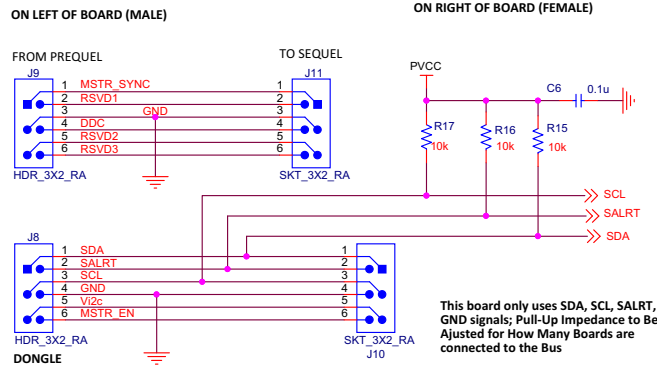 ON LEFT OF BOARD (MALE)
ON RIGHT OF BOARD (FEMALE)
FROM PREQUEL
TO SEQUEL
J9
J11
1 MSTR_SYNC 1
2 RSVD1 2
3 GND 3
4 DDC 4
5 RSVD2 5
6 RSVD3 6
HDR_3X2_RA
SKT_3X2_RA
PVCC
C6
0.1u
R17
10k
R16
10k
R15
10k
SCL
SALRT
SDA
J8
1 SDA 1
2 SALRT 2
3 SCL 3
4 GND 4
5 Vi2c 5
6 MSTR_EN 6
HDR_3X2_RA
SKT_3X2_RA
J10
DONGLE
This board only uses SDA, SCL, SALRT,
GND signals; Pull-Up Impedance to Be
Ajusted for How Many Boards are
connected to the Bus